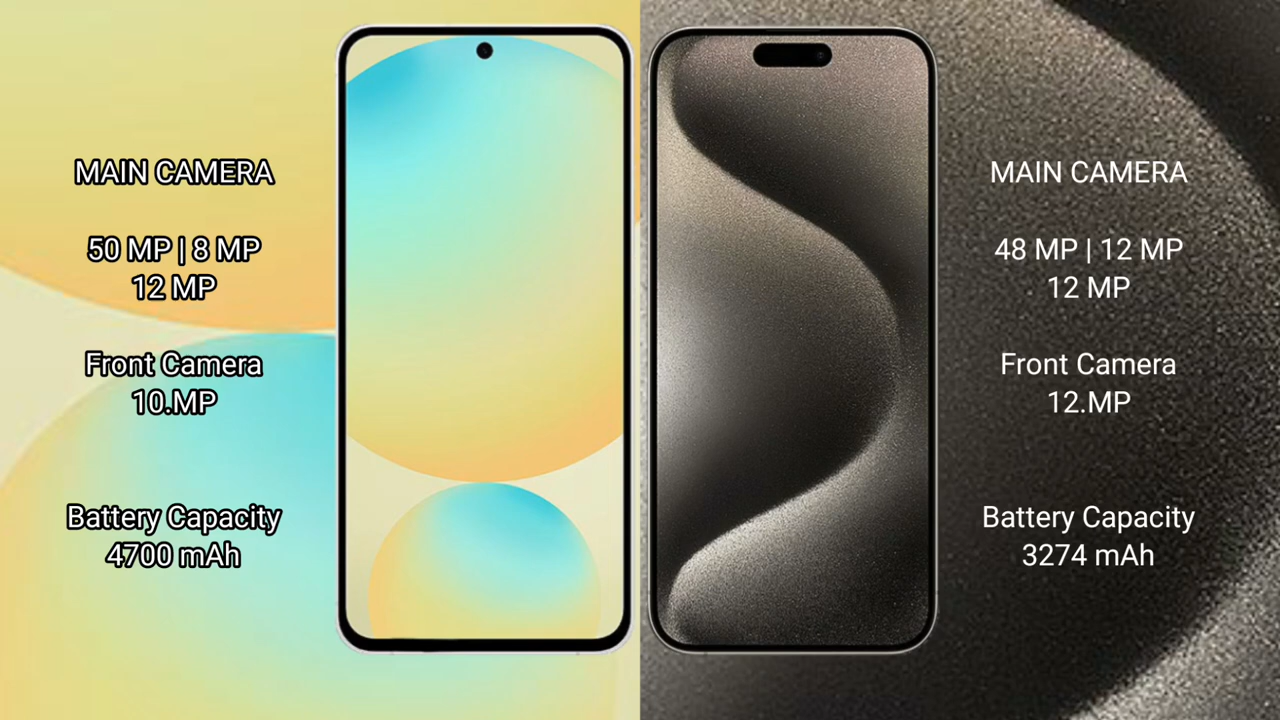 MAIN CAMERA
50 MP | 8 MP
12 MP
Front Camera
10.MP
Battery Capacity
4700 mAh
MAIN CAMERA
48 MP | 12 MP
12 MP
Front Camera
12.MP
Battery Capacity
3274 mAh